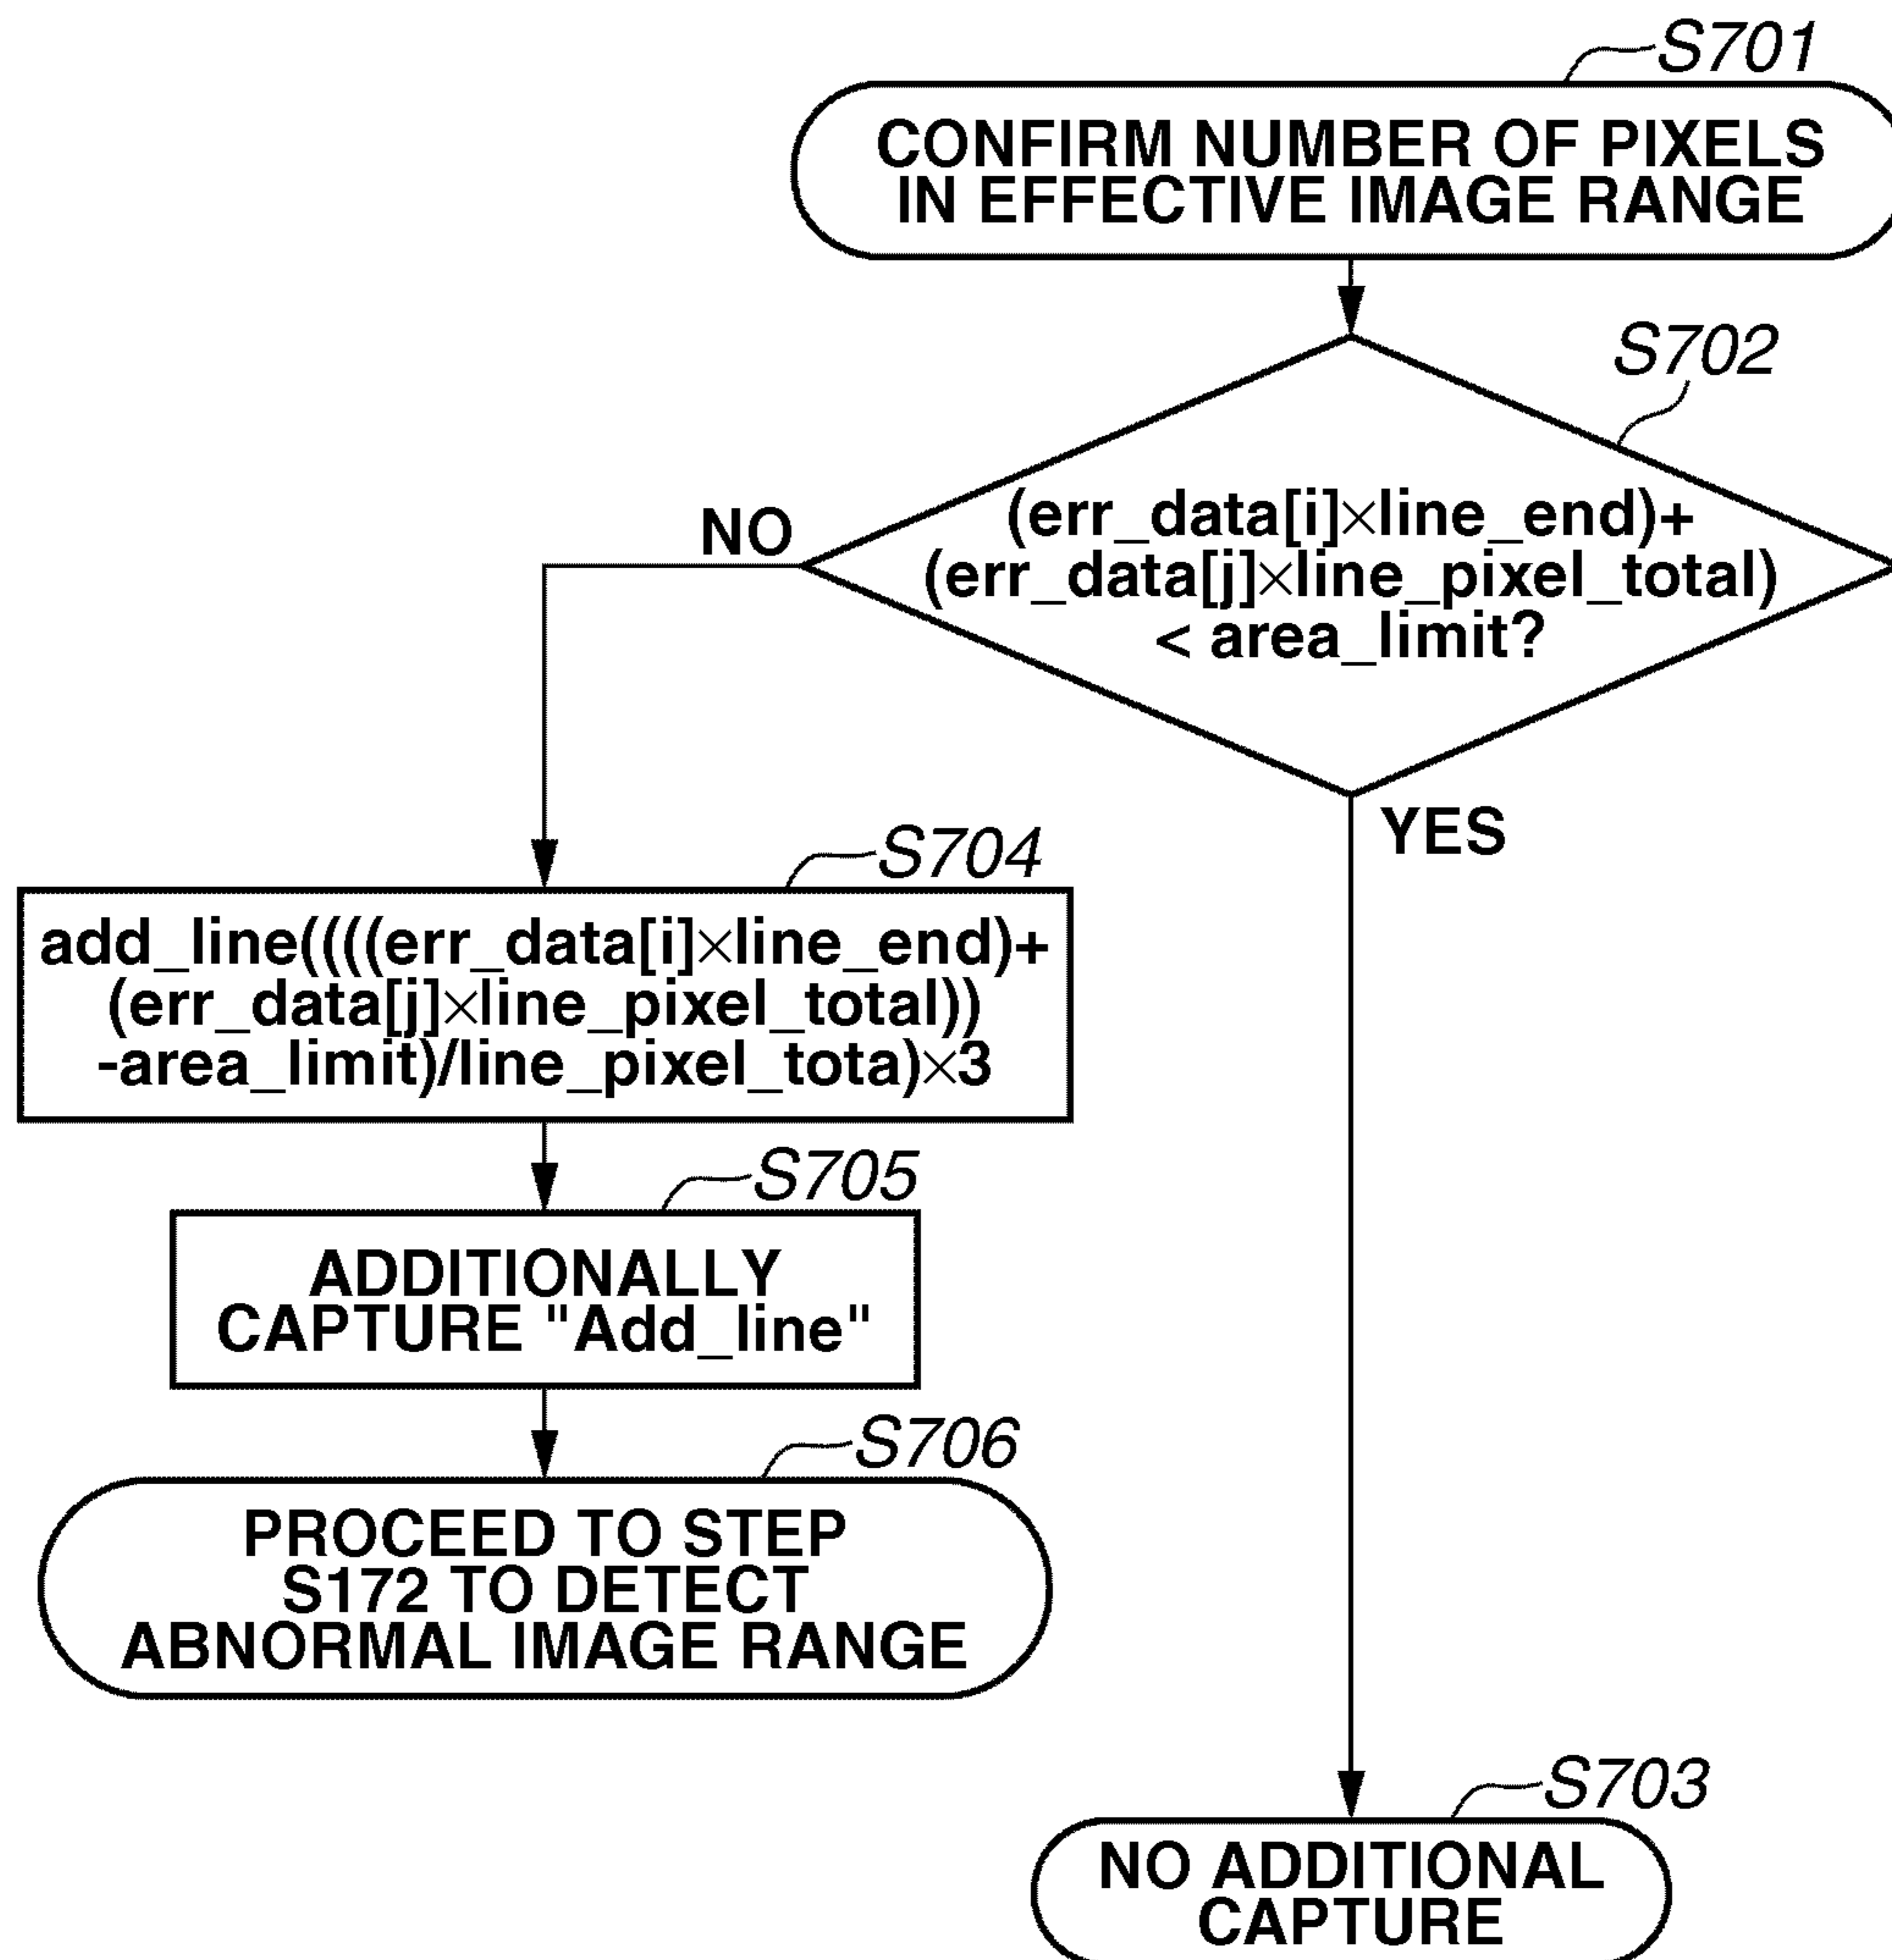 S701
CONFIRM NUMBER OF PIXELS
IN EFFECTIVE IMAGE RANGE
S702
(err_data[i]×line_end)+
(err_data[j]×line_pixel_total)
< area_limit?
NO
YES
S704
add_line((((err_data[i]×line_end)+
(err_data[j]×line_pixel_total))
-area_limit)/line_pixel_tota)×3
S705
ADDITIONALLY
CAPTURE "Add_line"
S706
PROCEED TO STEP
S172 TO DETECT
ABNORMAL IMAGE RANGE
S703
NO ADDITIONAL
CAPTURE